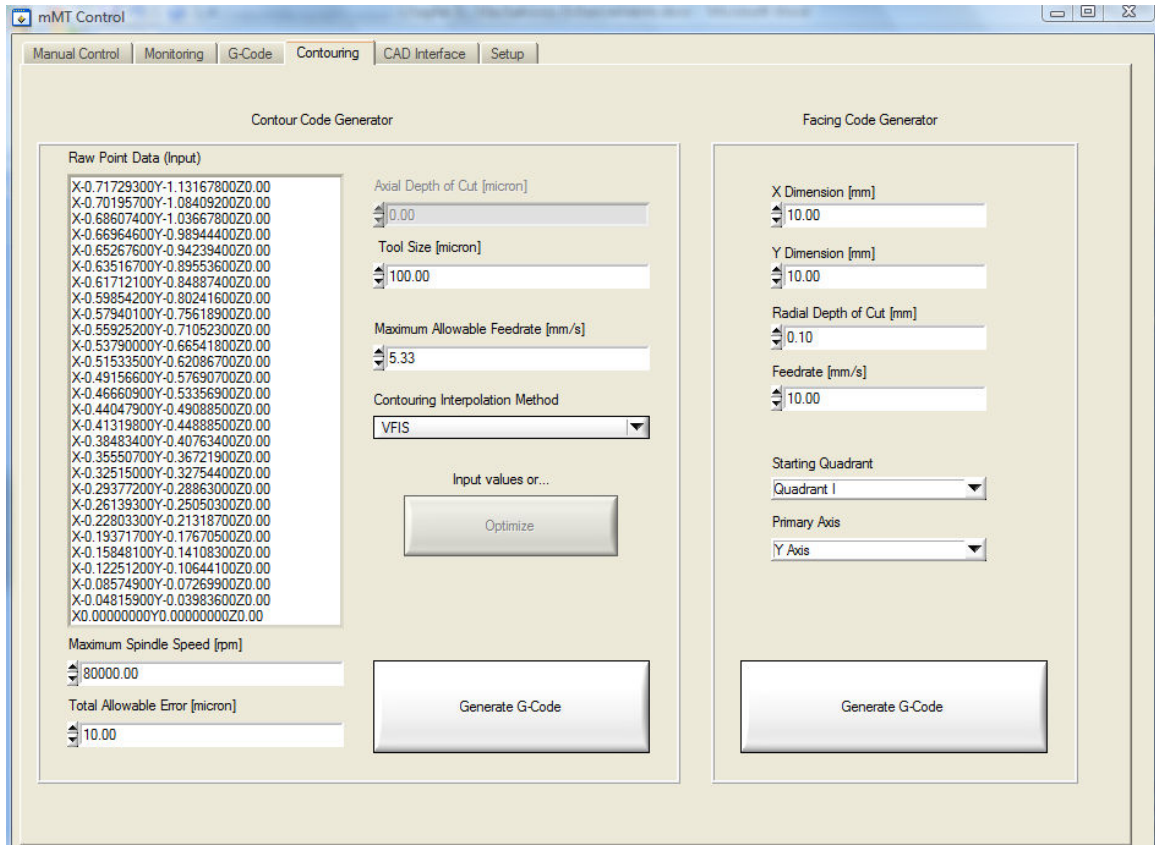 mMT Control
Manual Control Monitoring G-Code Contouring CAD Interface Setup
Contour Code Generator
Raw Point Data (Input)
X-0.71729300Y-1.13167800Z0.00
X-0.70195700Y-1.08409200Z0.00
X-0.68607400Y-1.03667800Z0.00
X-0.66964600Y-0.98944400Z0.00
X-0.65267600Y-0.94239400Z0.00
X-0.63516700Y-0.89553600Z0.00
X-0.61712100Y-0.84887400Z0.00
X-0.59854200Y-0.80241600Z0.00
X-0.57940100Y-0.75618900Z0.00
X-0.55925200Y-0.71052300Z0.00
X-0.53790000Y-0.66541800Z0.00
X-0.51533500Y-0.62086700Z0.00
X-0.49156600Y-0.57690700Z0.00
X-0.46660900Y-0.53356900Z0.00
X-0.44047900Y-0.49088500Z0.00
X-0.41319800Y-0.44888500Z0.00
X-0.38483400Y-0.40763400Z0.00
X-0.35550700Y-0.36721900Z0.00
X-0.32515000Y-0.32754400Z0.00
X-0.29377200Y-0.28863000Z0.00
X-0.26139300Y-0.25050300Z0.00
X-0.22803300Y-0.21318700Z0.00
X-0.19371700Y-0.17670500Z0.00
X-0.15848100Y-0.14108300Z0.00
X-0.12251200Y-0.10644100Z0.00
X-0.08574900Y-0.07269900Z0.00
X-0.04815900Y-0.03983600Z0.00
X0.00000000Y0.00000000Z0.00
Maximum Spindle Speed [rpm]
80000.00
Total Allowable Error [micron]
10.00
Axial Depth of Cut [micron]
0.00
Tool Size [micron]
100.00
Maximum Allowable Feedrate [mm/s]
5.33
Contouring Interpolation Method
VFIS
Input values or...
Optimize
Generate G-Code
Facing Code Generator
X Dimension [mm]
10.00
Y Dimension [mm]
10.00
Radial Depth of Cut [mm]
0.10
Feedrate [mm/s]
10.00
Starting Quadrant
Quadrant I
Primary Axis
Y Axis
Generate G-Code